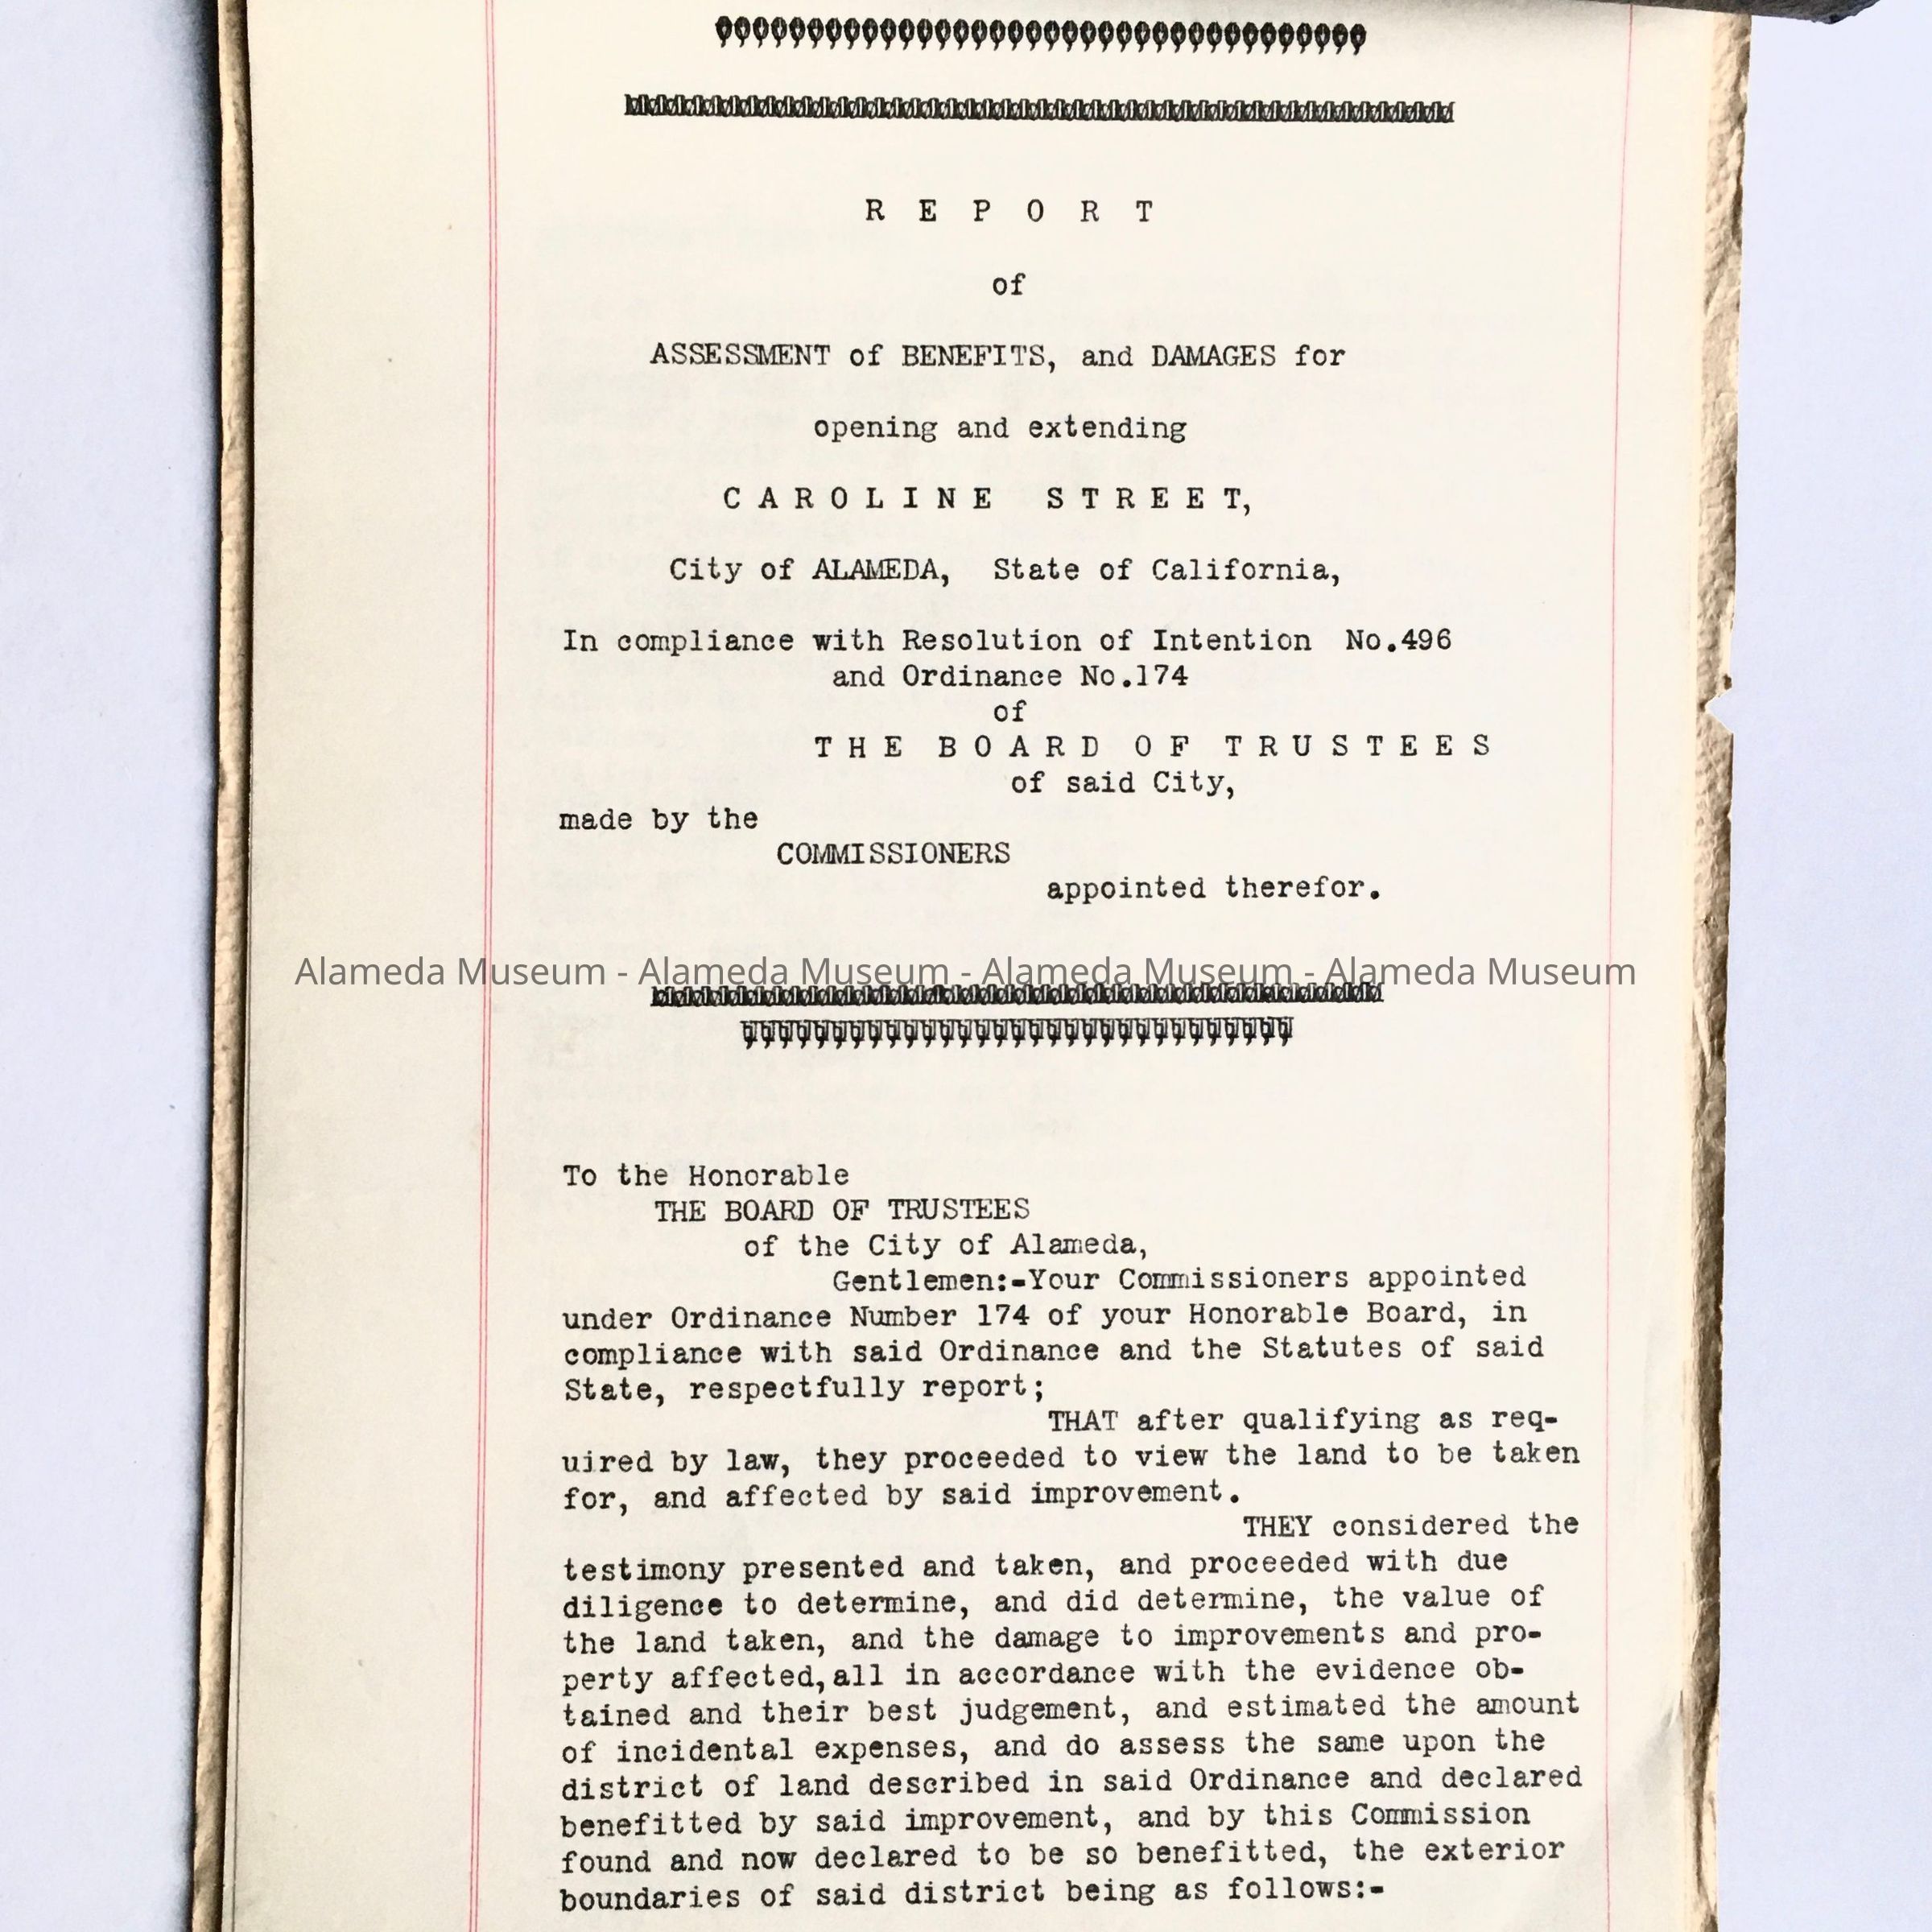 R E P O R T
of
ASSESSMENT of BENEFITS, and DAMAGES for
opening and extending
C A R O L I N E   S T R E E T,
City of ALAMEDA,  State of California,
In compliance with Resolution of Intention  No.496
and Ordinance No.174
of
T H E  B O A R D  O F  T R U S T E E S
of said City,
made by the
COMMISSIONERS
appointed therefor.
Alameda Museum - Alameda Museum - Alameda Museum - Alameda Museum
To the Honorable
THE BOARD OF TRUSTEES
of the City of Alameda,
Gentlemen:-Your Commissioners appointed
under Ordinance Number 174 of your Honorable Board, in
compliance with said Ordinance and the Statutes of said
State, respectfully report;
THAT after qualifying as req-
uired by law, they proceeded to view the land to be taken
for, and affected by said improvement.
THEY considered the
testimony presented and taken, and proceeded with due
diligence to determine, and did determine, the value of
the land taken, and the damage to improvements and pro-
perty affected,all in accordance with the evidence ob-
tained and their best judgement, and estimated the amount
of incidental expenses, and do assess the same upon the
district of land described in said Ordinance and declared
benefitted by said improvement, and by this Commission
found and now declared to be so benefitted, the exterior
boundaries of said district being as follows:-